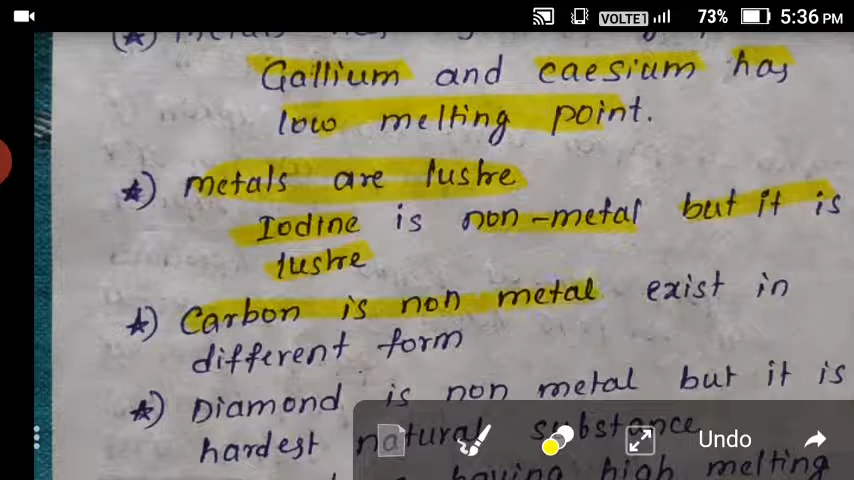 VOLTE1 73% 5:36 PM
Gallium and caesium has
low melting point.
metals are lustre
Iodine is non-metal but it is
lustre
Carbon is non metal exist in
different form
Diamond is non metal but it is
hardest natural substance
having high melting
Undo